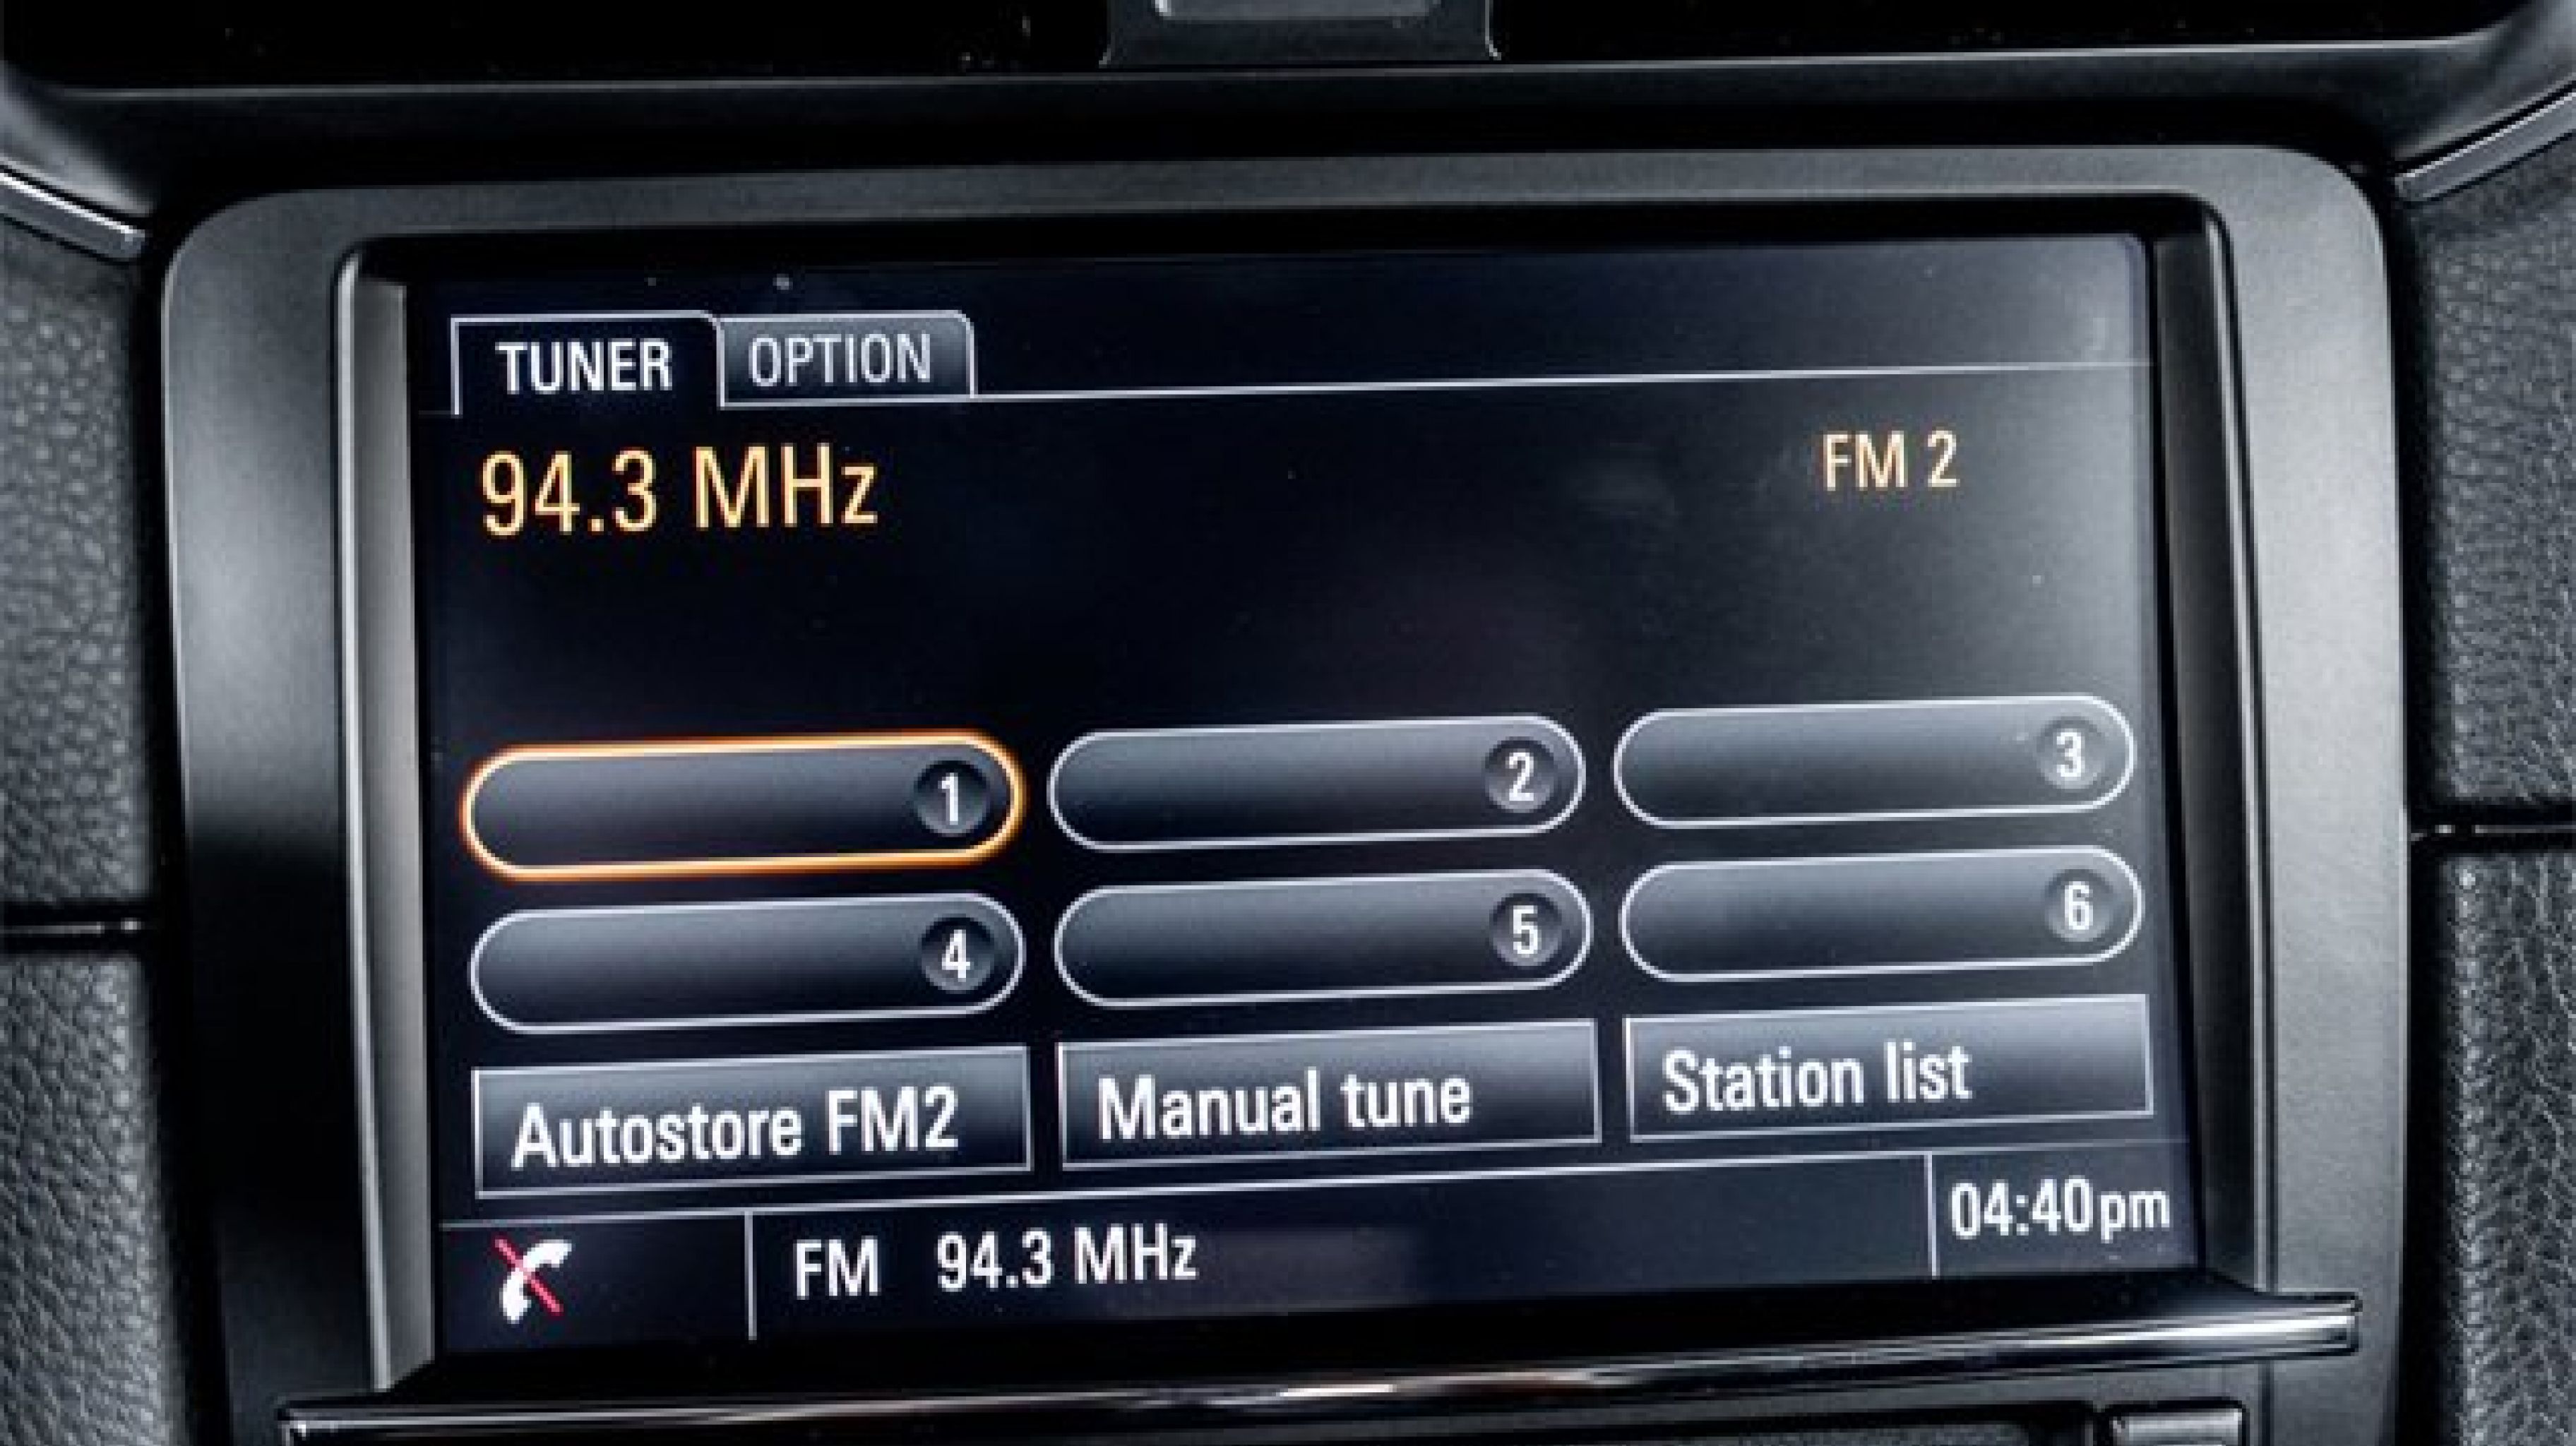 TUNER OPTION
94.3 MHz FM 2
1 2 3
4 5 6
Autostore FM2 Manual tune Station list
FM 94.3 MHz 04:40pm